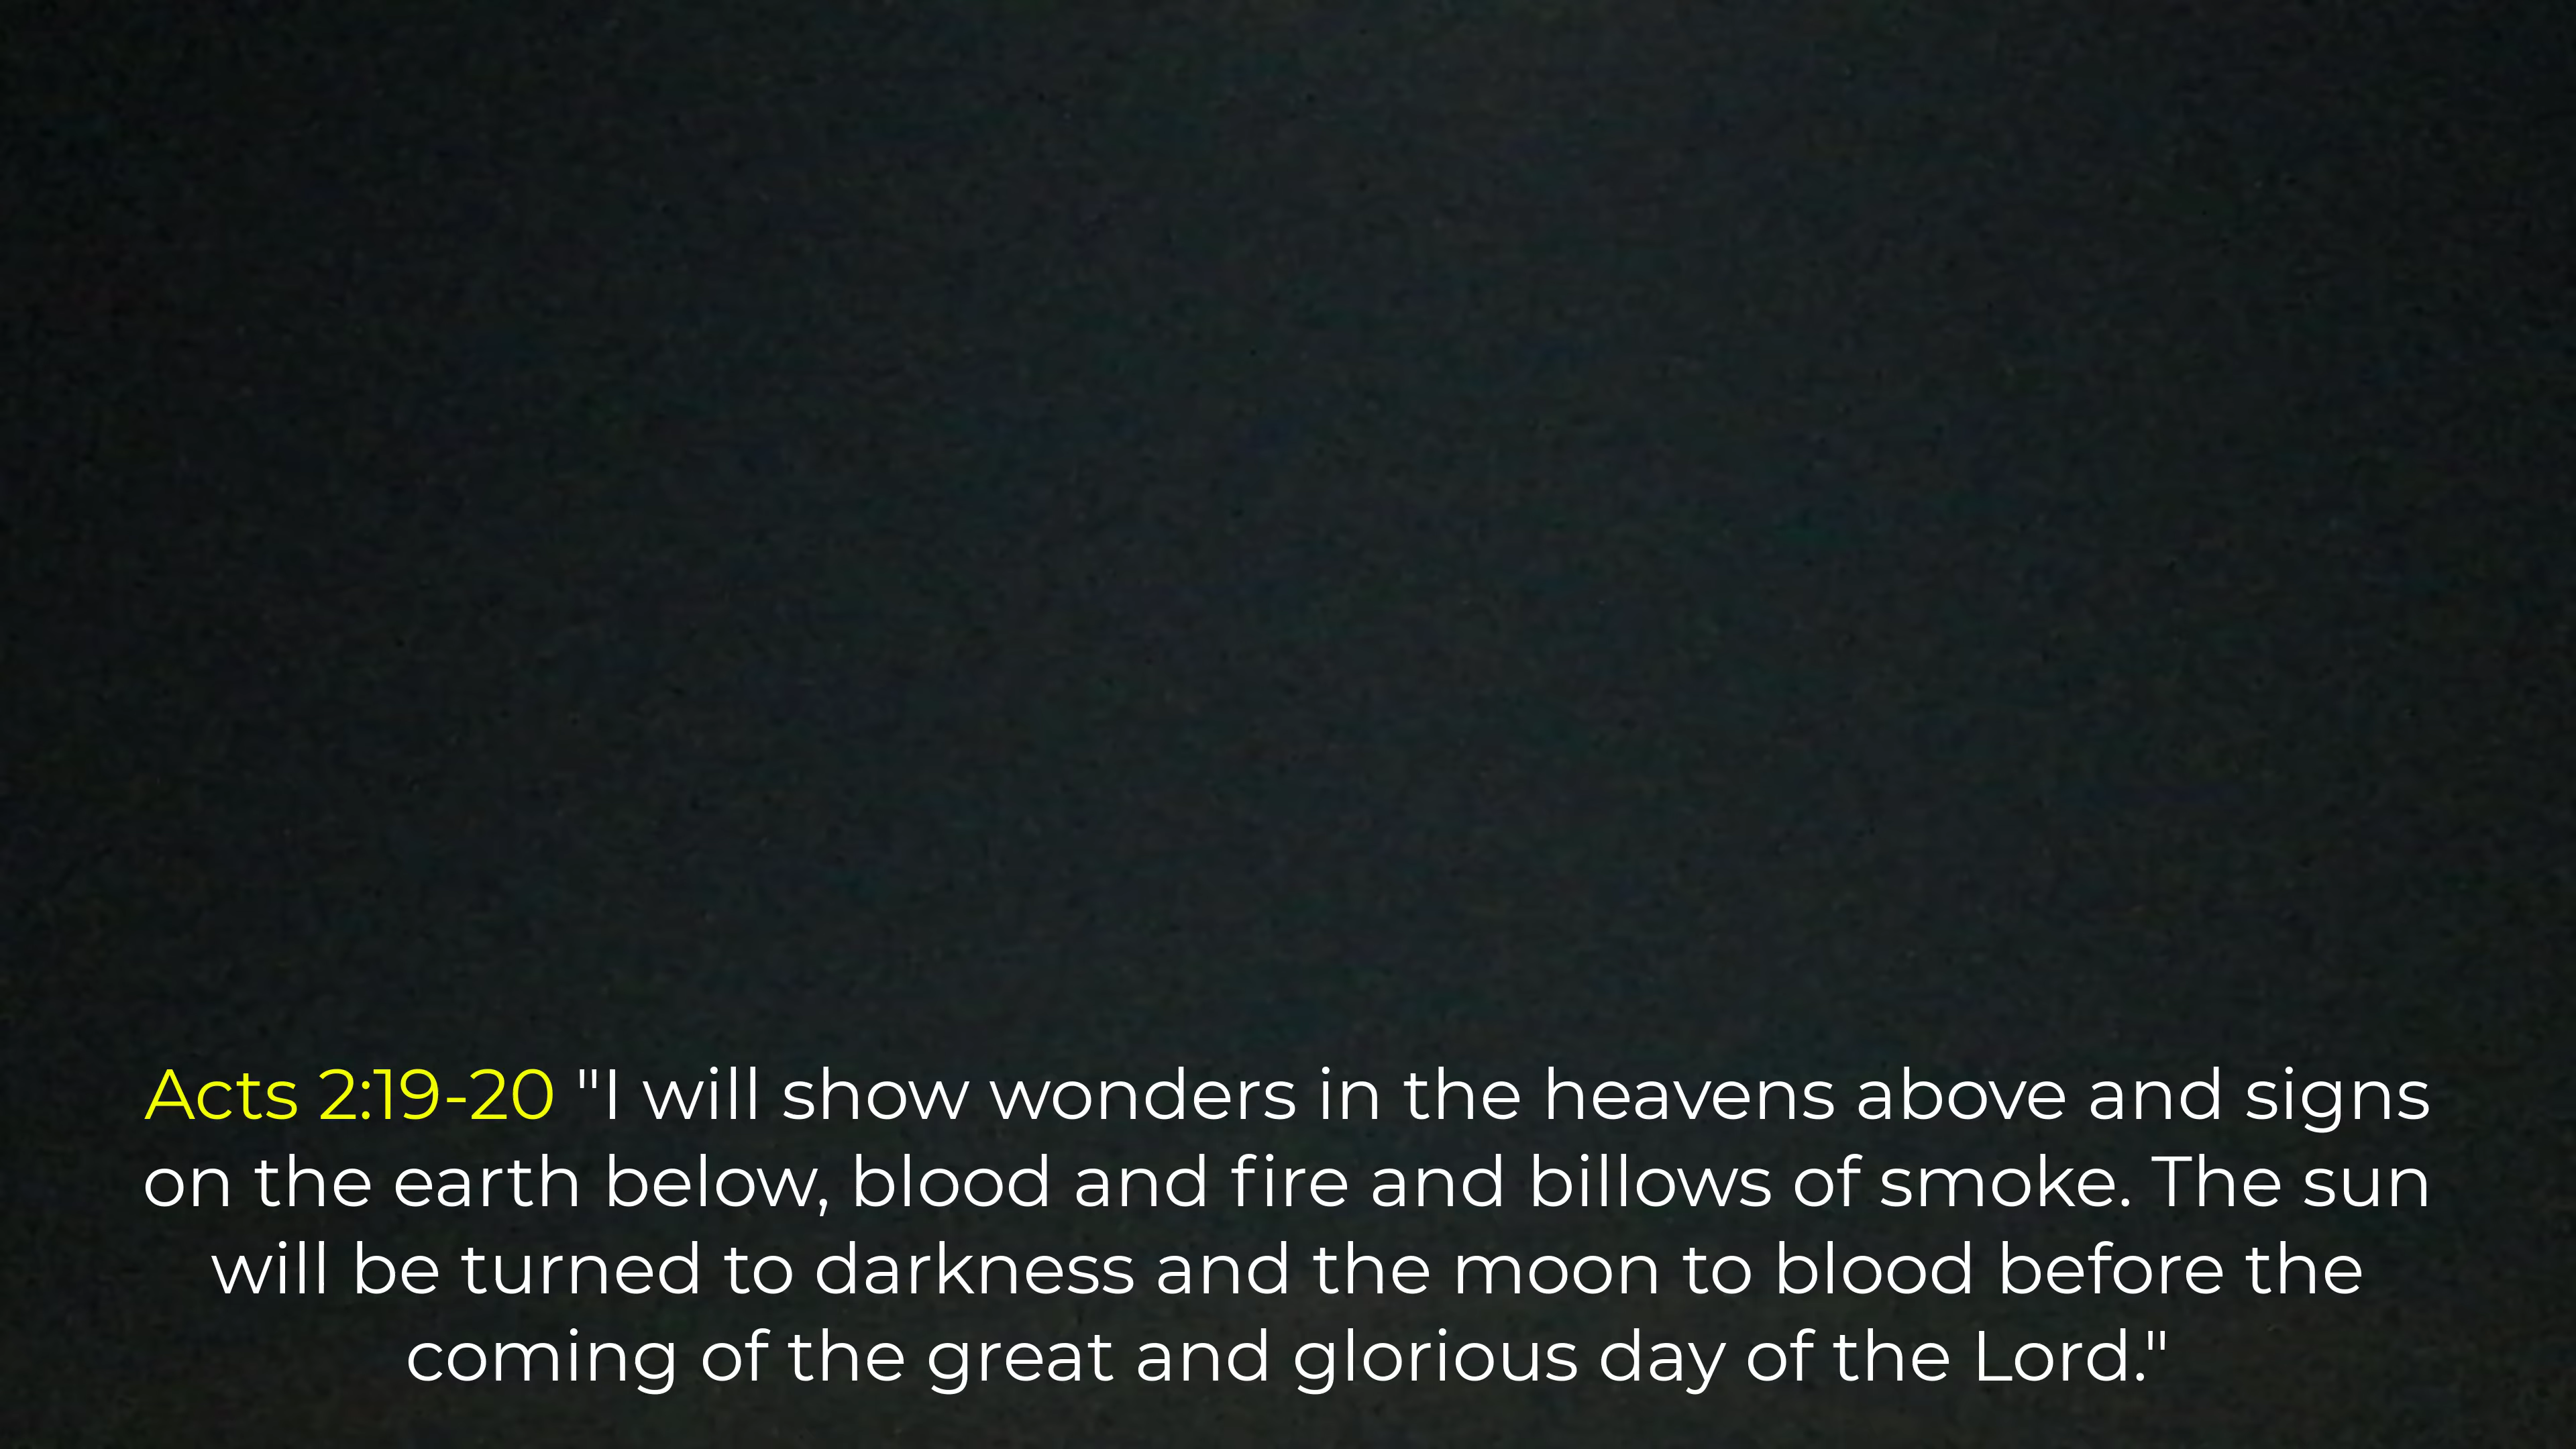 Acts 2:19-20 "I will show wonders in the heavens above and signs
on the earth below, blood and fire and billows of smoke. The sun
will be turned to darkness and the moon to blood before the
coming of the great and glorious day of the Lord."